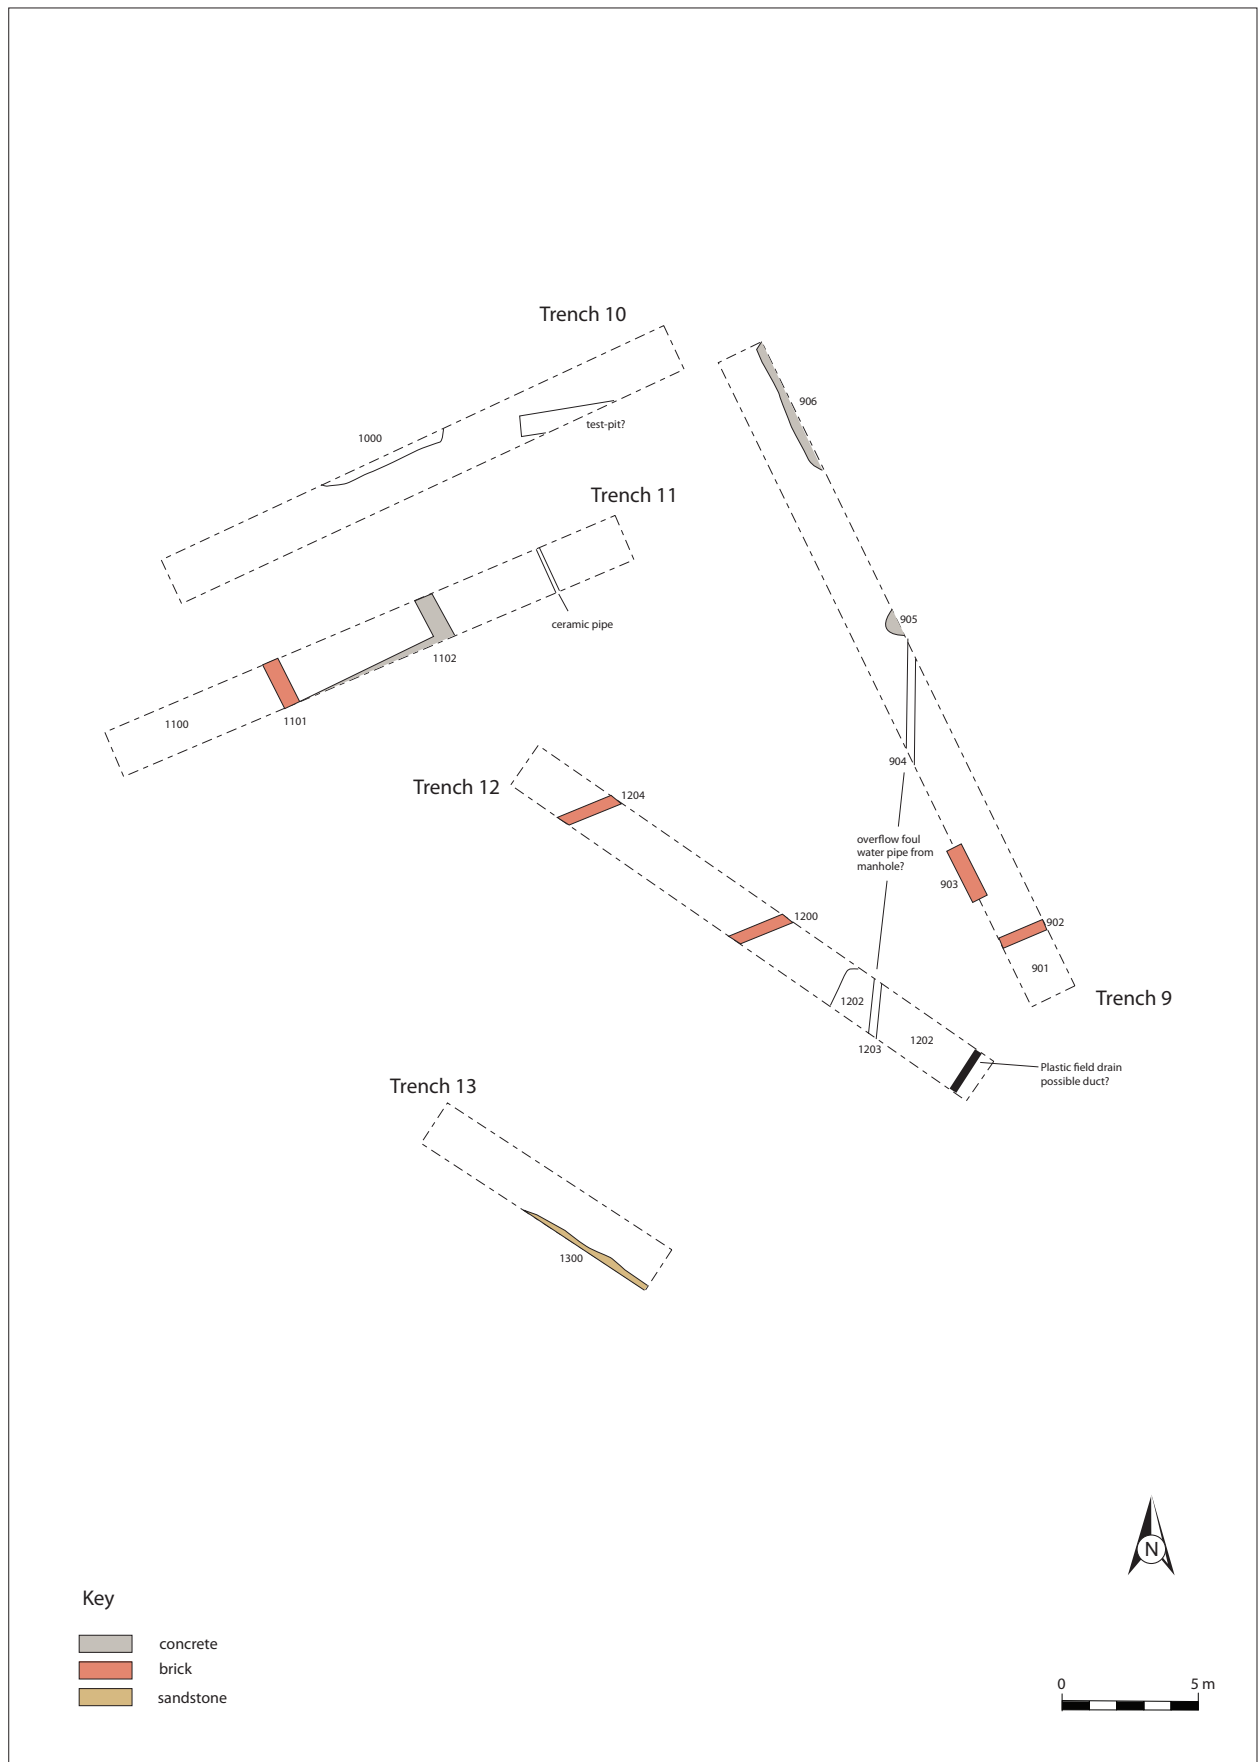 Trench 10
1000
test-pit?
906
Trench 11
ceramic pipe
905
1102
1100
1101
904
Trench 12
1204
overflow foul
water pipe from
manhole?
903
1200
902
901
1202
Trench 9
1203
1202
Plastic field drain
possible duct?
Trench 13
1300
N
Key
concrete
brick
sandstone
0
5 m